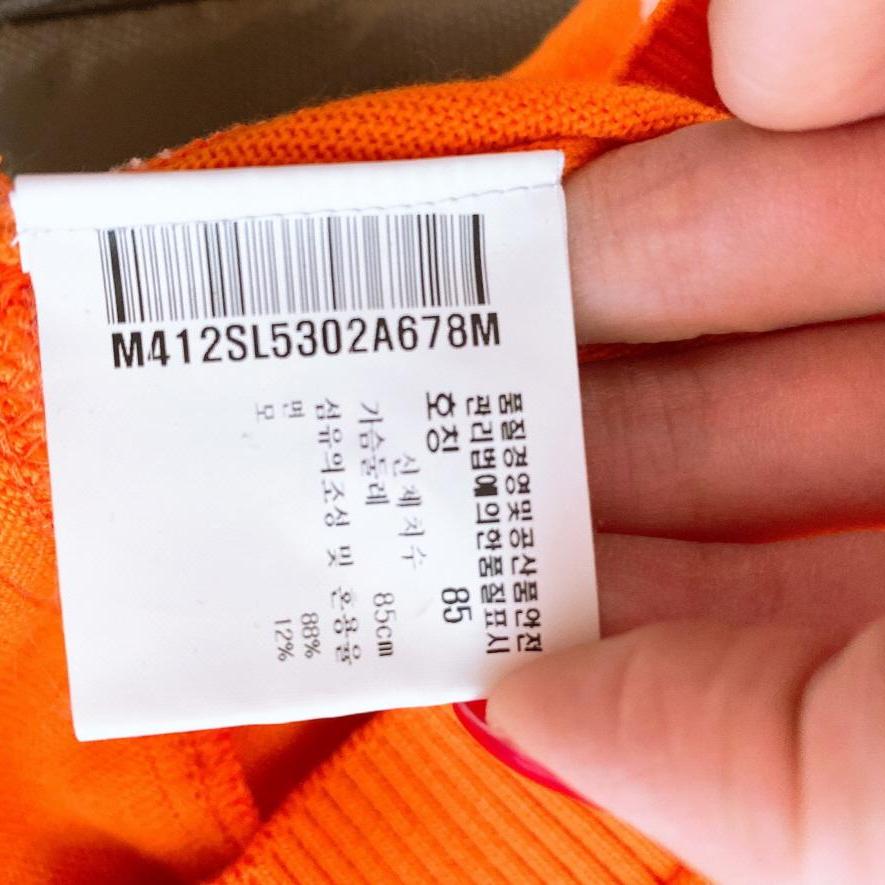 M412SL5302A678M
품질경영및공산품안전
관리법에의한품질표시
호칭 85
신체치수
가슴둘레 85cm
섬유의조성 및 혼용율
면 88%
모 12%